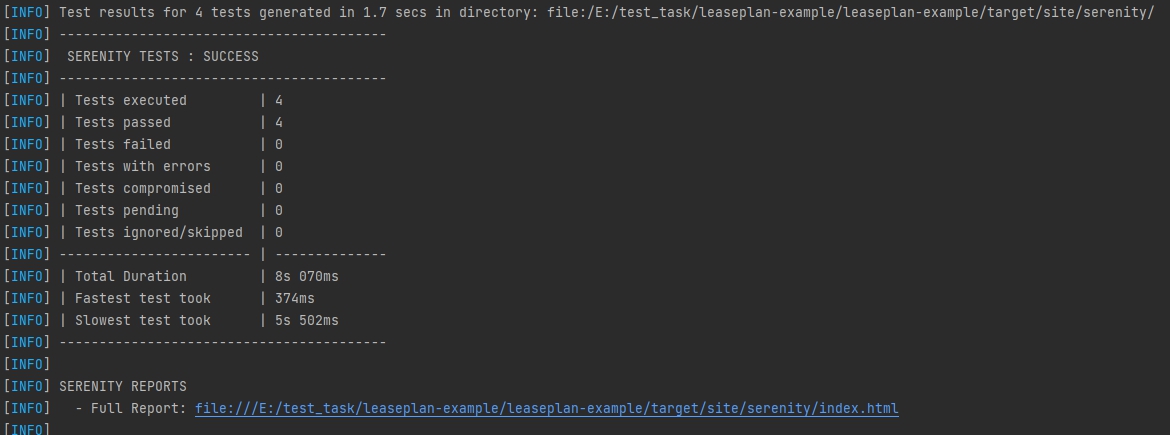 [INFO] Test results for 4 tests generated in 1.7 secs in directory: file:/E:/test_task/leaseplan-example/leaseplan-example/target/site/serenity/
[INFO] -----------------------------------------
[INFO]  SERENITY TESTS : SUCCESS
[INFO] -----------------------------------------
[INFO] | Tests executed         | 4
[INFO] | Tests passed           | 4
[INFO] | Tests failed           | 0
[INFO] | Tests with errors      | 0
[INFO] | Tests compromised      | 0
[INFO] | Tests pending          | 0
[INFO] | Tests ignored/skipped  | 0
[INFO] ------------------------ | --------------
[INFO] | Total Duration         | 8s 070ms
[INFO] | Fastest test took      | 374ms
[INFO] | Slowest test took      | 5s 502ms
[INFO] -----------------------------------------
[INFO]
[INFO] SERENITY REPORTS
[INFO]   - Full Report: file:///E:/test_task/leaseplan-example/leaseplan-example/target/site/serenity/index.html
[INFO]